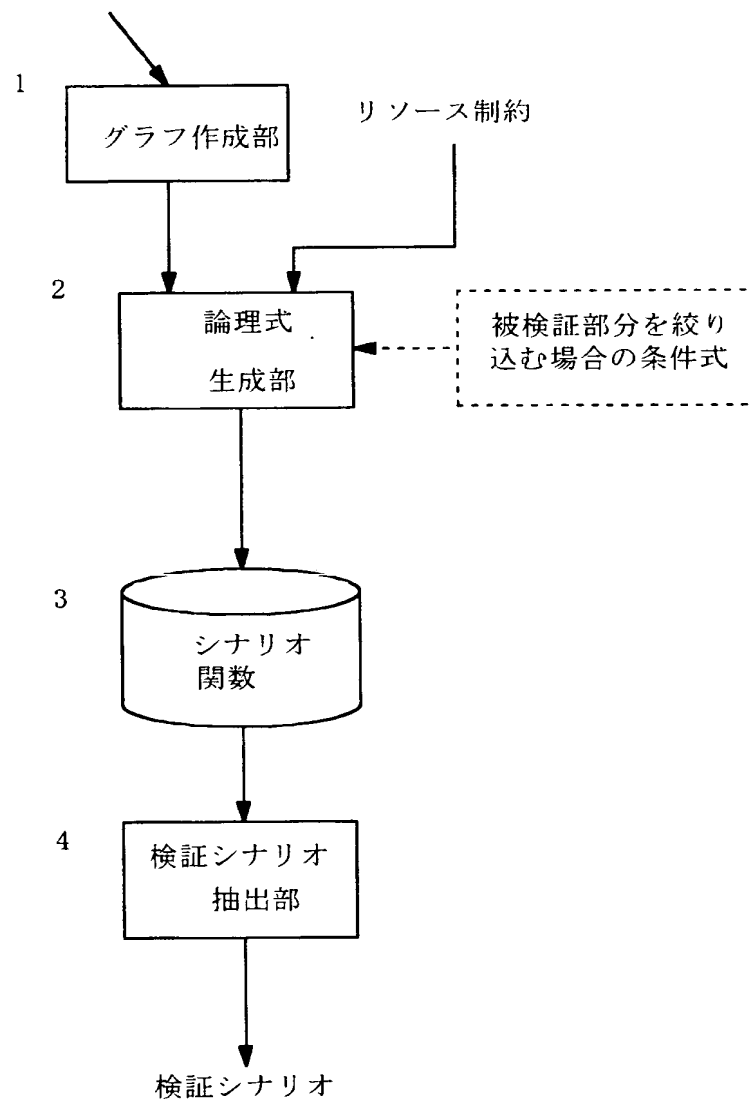 1
グラフ作成部
リソース制約
2
論理式
生成部
被検証部分を絞り
込む場合の条件式
3
シナリオ
関数
4
検証シナリオ
抽出部
検証シナリオ